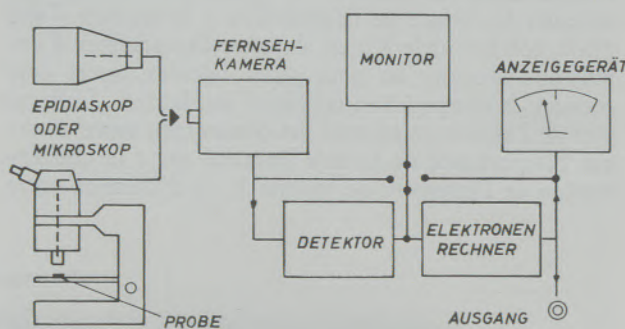 EPIDIASKOP
ODER
MIKROSKOP
FERNSEH-
KAMERA
MONITOR
ANZEIGEGERÄT
DETEKTOR
ELEKTRONEN
RECHNER
PROBE
AUSGANG